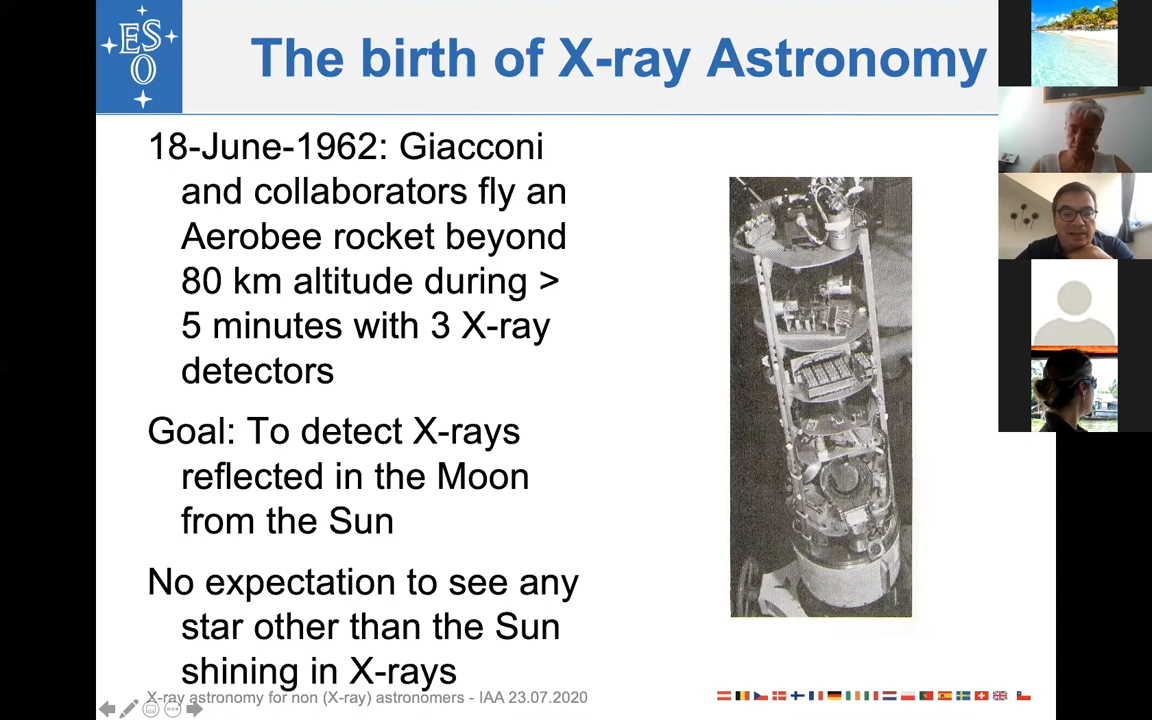 ES
O
The birth of X-ray Astronomy
18-June-1962: Giacconi
and collaborators fly an
Aerobee rocket beyond
80 km altitude during >
5 minutes with 3 X-ray
detectors
Goal: To detect X-rays
reflected in the Moon
from the Sun
No expectation to see any
star other than the Sun
shining in X-rays
X-ray astronomy for non (X-ray) astronomers - IAA 23.07.2020